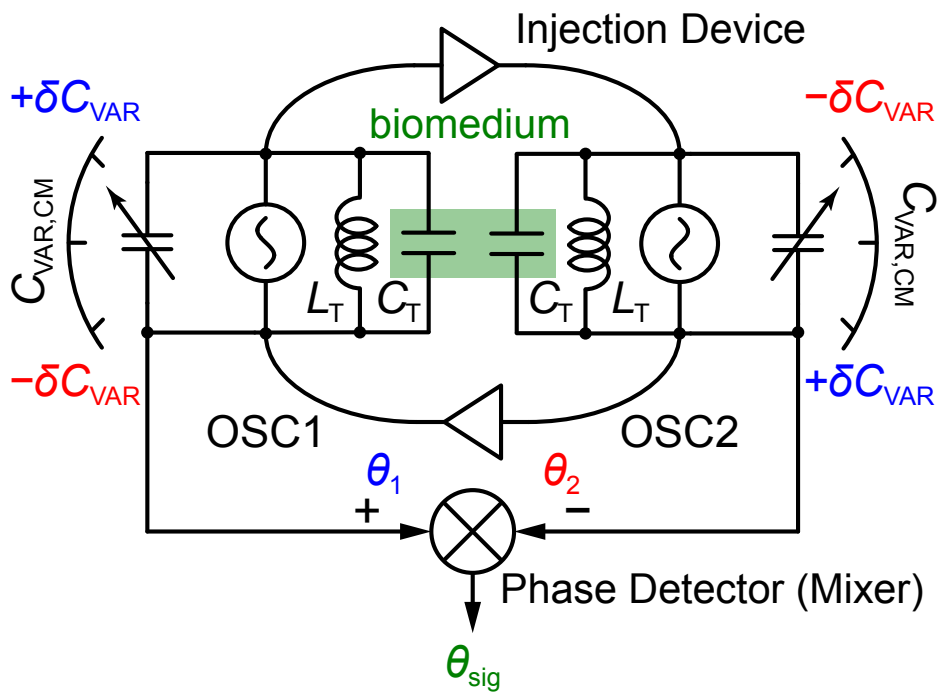 Injection Device
+δC_VAR
−δC_VAR
biomedium
C_VAR,CM
C_VAR,CM
L_T
C_T
C_T
L_T
−δC_VAR
+δC_VAR
OSC1
OSC2
θ_1
θ_2
+
−
Phase Detector (Mixer)
θ_sig